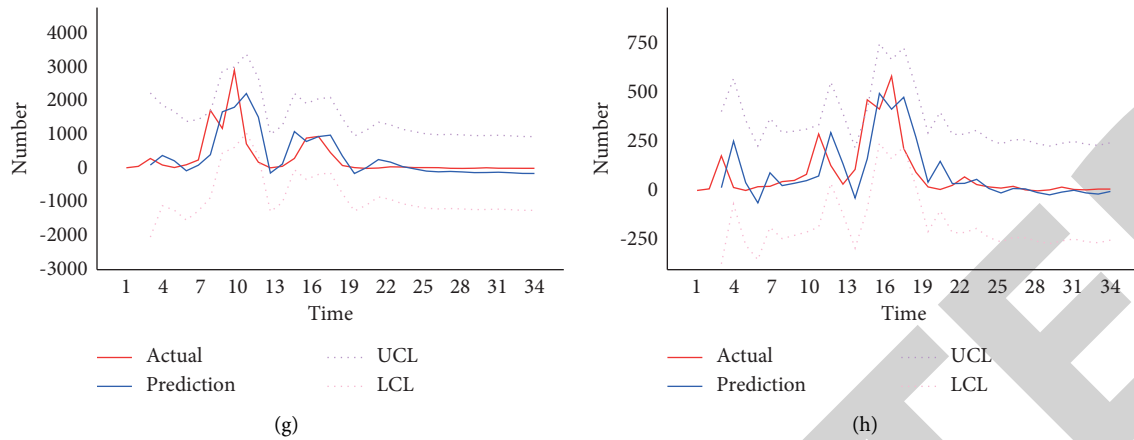 4000
3000
2000
1000
0
-1000
-2000
-3000
Number
1 4 7 10 13 16 19 22 25 28 31 34
Time
Actual UCL
Prediction LCL
(g)
750
500
250
0
-250
Number
1 4 7 10 13 16 19 22 25 28 31 34
Time
Actual UCL
Prediction LCL
(h)